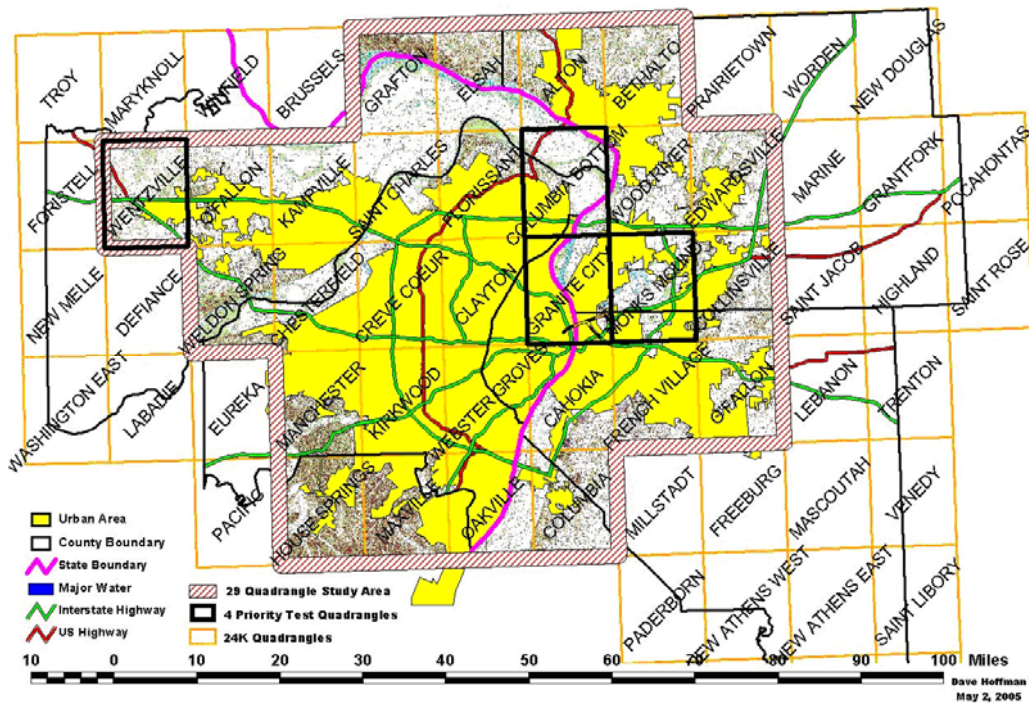 TROY
MARYKNOLL
WINFIELD
BRUSSELS
GRAFTON
ELSAH
ALTON
BETHALTO
PRAIRIETOWN
WORDEN
NEW DOUGLAS
FORISTELL
WENTZVILLE
OFALLON
KAMPVILLE
SAINT CHARLES
FLORISSANT
COLUMBIA BOTTOM
WOOD RIVER
EDWARDSVILLE
MARINE
GRANTFORK
POCAHONTAS
NEW MELLE
DEFIANCE
WELDON SPRING
CHESTERFIELD
CREVE COEUR
CLAYTON
GRANITE CITY
MONKS MOUND
COLLINSVILLE
SAINT JACOB
HIGHLAND
SAINT ROSE
WASHINGTON EAST
LABADIE
EUREKA
MANCHESTER
KIRKWOOD
WEBSTER GROVES
CAHOKIA
FRENCH VILLAGE
OFALLON
LEBANON
TRENTON
PACIFIC
HOUSE SPRINGS
MAXVILLE
OAKVILLE
COLUMBIA
MILLSTADT
FREEBURG
MASCOUTAH
VENEDY
PADERBORN
NEW ATHENS WEST
NEW ATHENS EAST
SAINT LIBORY
Urban Area
County Boundary
State Boundary
Major Water
Interstate Highway
US Highway
29 Quadrangle Study Area
4 Priority Test Quadrangles
24K Quadrangles
10 0 10 20 30 40 50 60 70 80 90 100 Miles
Dave Hoffman
May 2, 2005